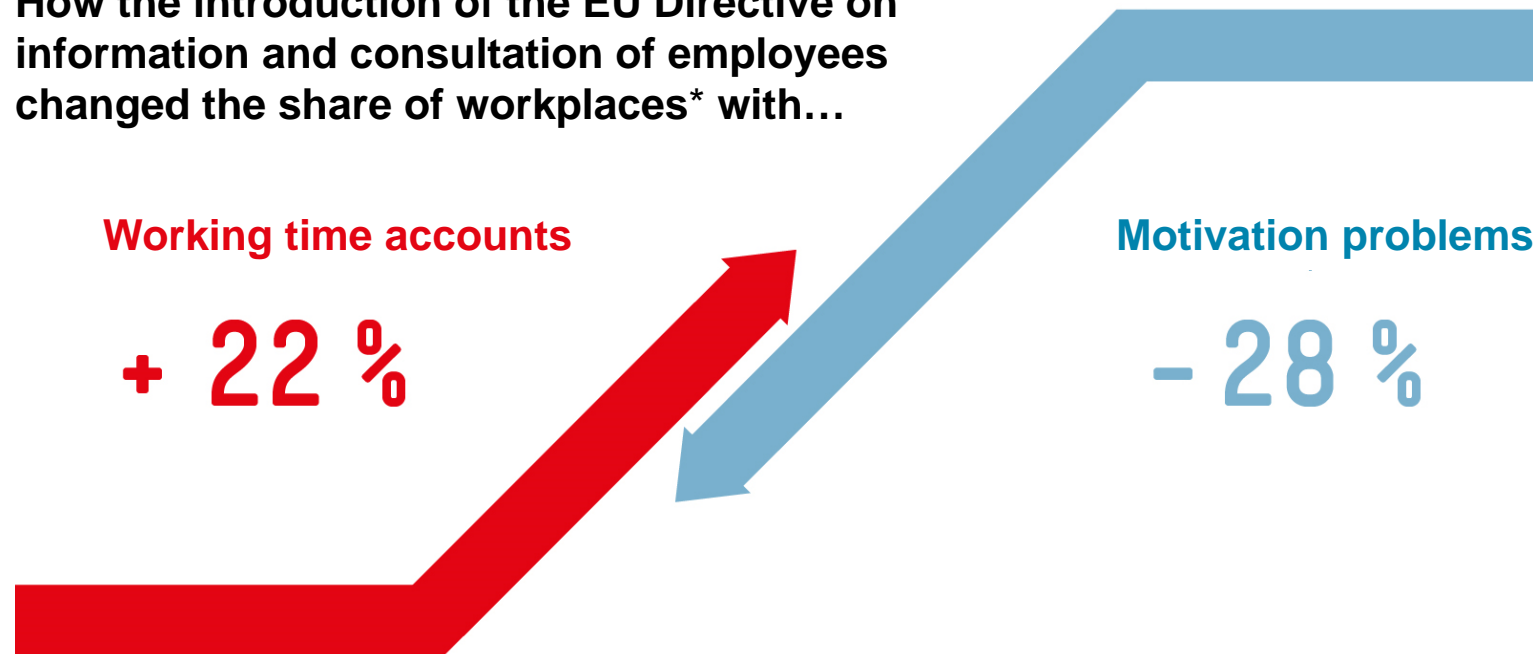 How the introduction of the EU Directive on
information and consultation of employees
changed the share of workplaces* with…
Working time accounts
Motivation problems
+ 22 %
- 28 %